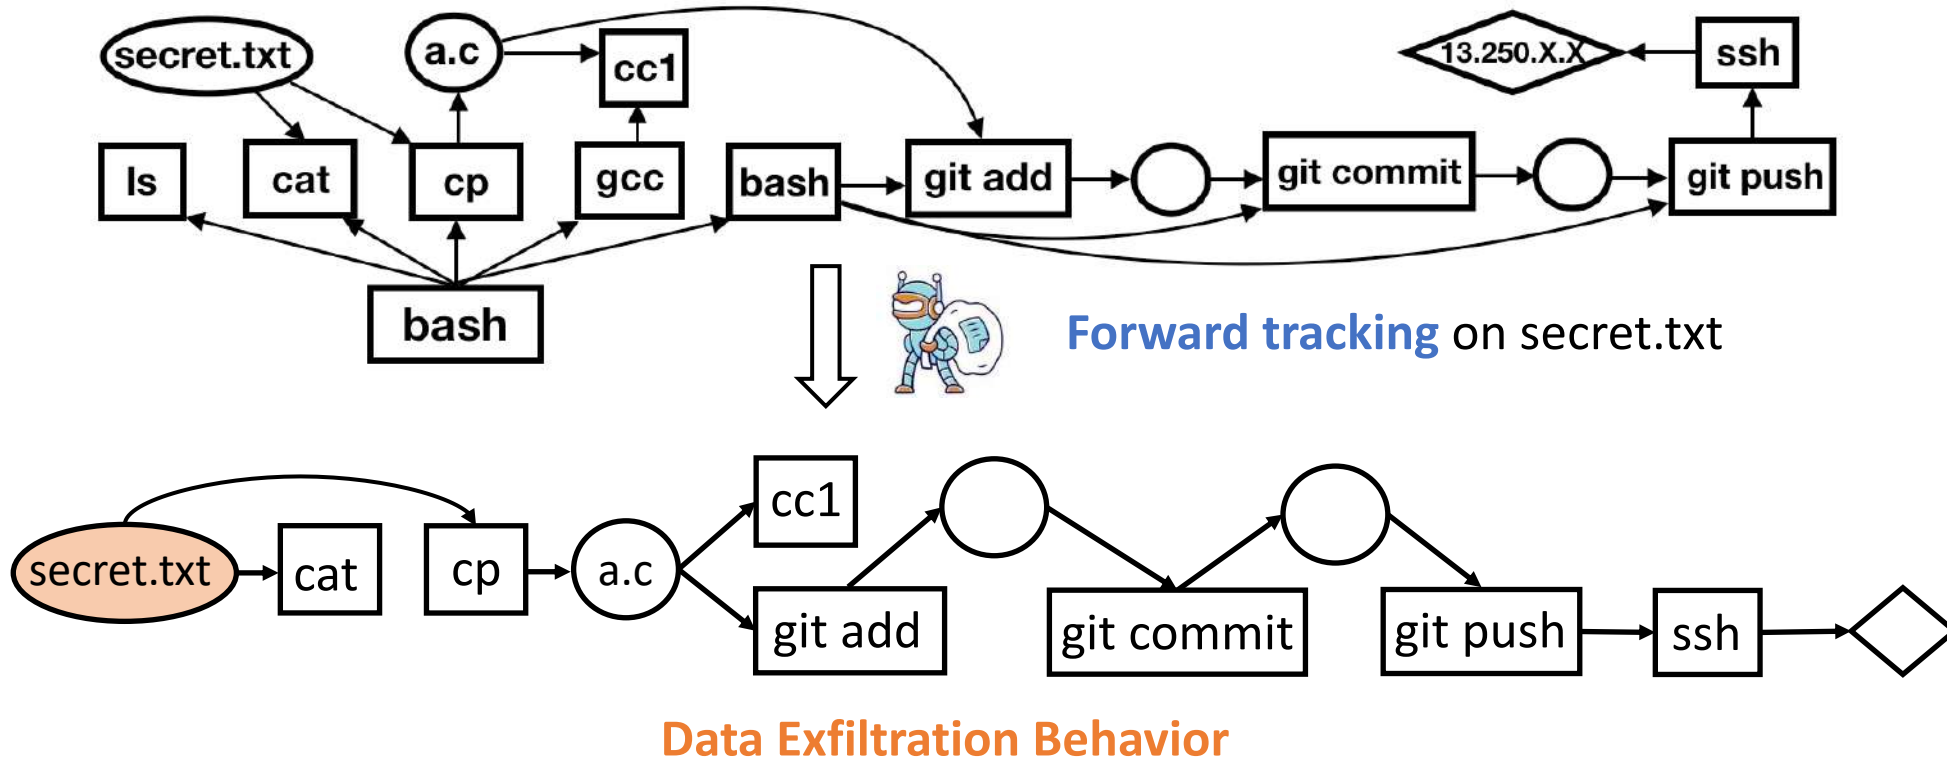 secret.txt
a.c
cc1
13.250.X.X
ssh
ls
cat
cp
gcc
bash
git add
git commit
git push
bash
Forward tracking on secret.txt
secret.txt
cat
cp
a.c
cc1
git add
git commit
git push
ssh
Data Exfiltration Behavior